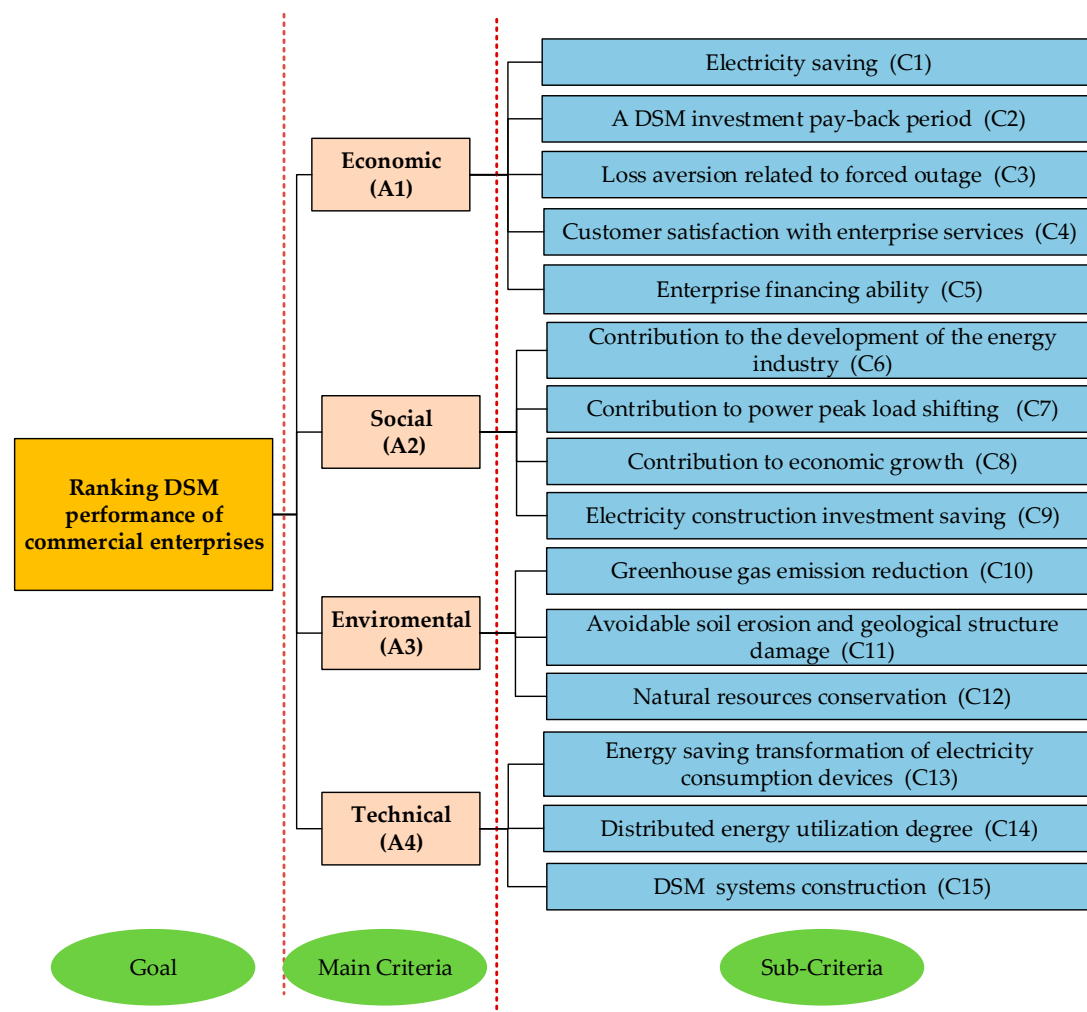 Ranking DSM
performance of
commercial enterprises
Economic
(A1)
Electricity saving (C1)
A DSM investment pay-back period (C2)
Loss aversion related to forced outage (C3)
Customer satisfaction with enterprise services (C4)
Enterprise financing ability (C5)
Social
(A2)
Contribution to the development of the energy
industry (C6)
Contribution to power peak load shifting (C7)
Contribution to economic growth (C8)
Electricity construction investment saving (C9)
Enviromental
(A3)
Greenhouse gas emission reduction (C10)
Avoidable soil erosion and geological structure
damage (C11)
Natural resources conservation (C12)
Technical
(A4)
Energy saving transformation of electricity
consumption devices (C13)
Distributed energy utilization degree (C14)
DSM systems construction (C15)
Goal
Main Criteria
Sub-Criteria